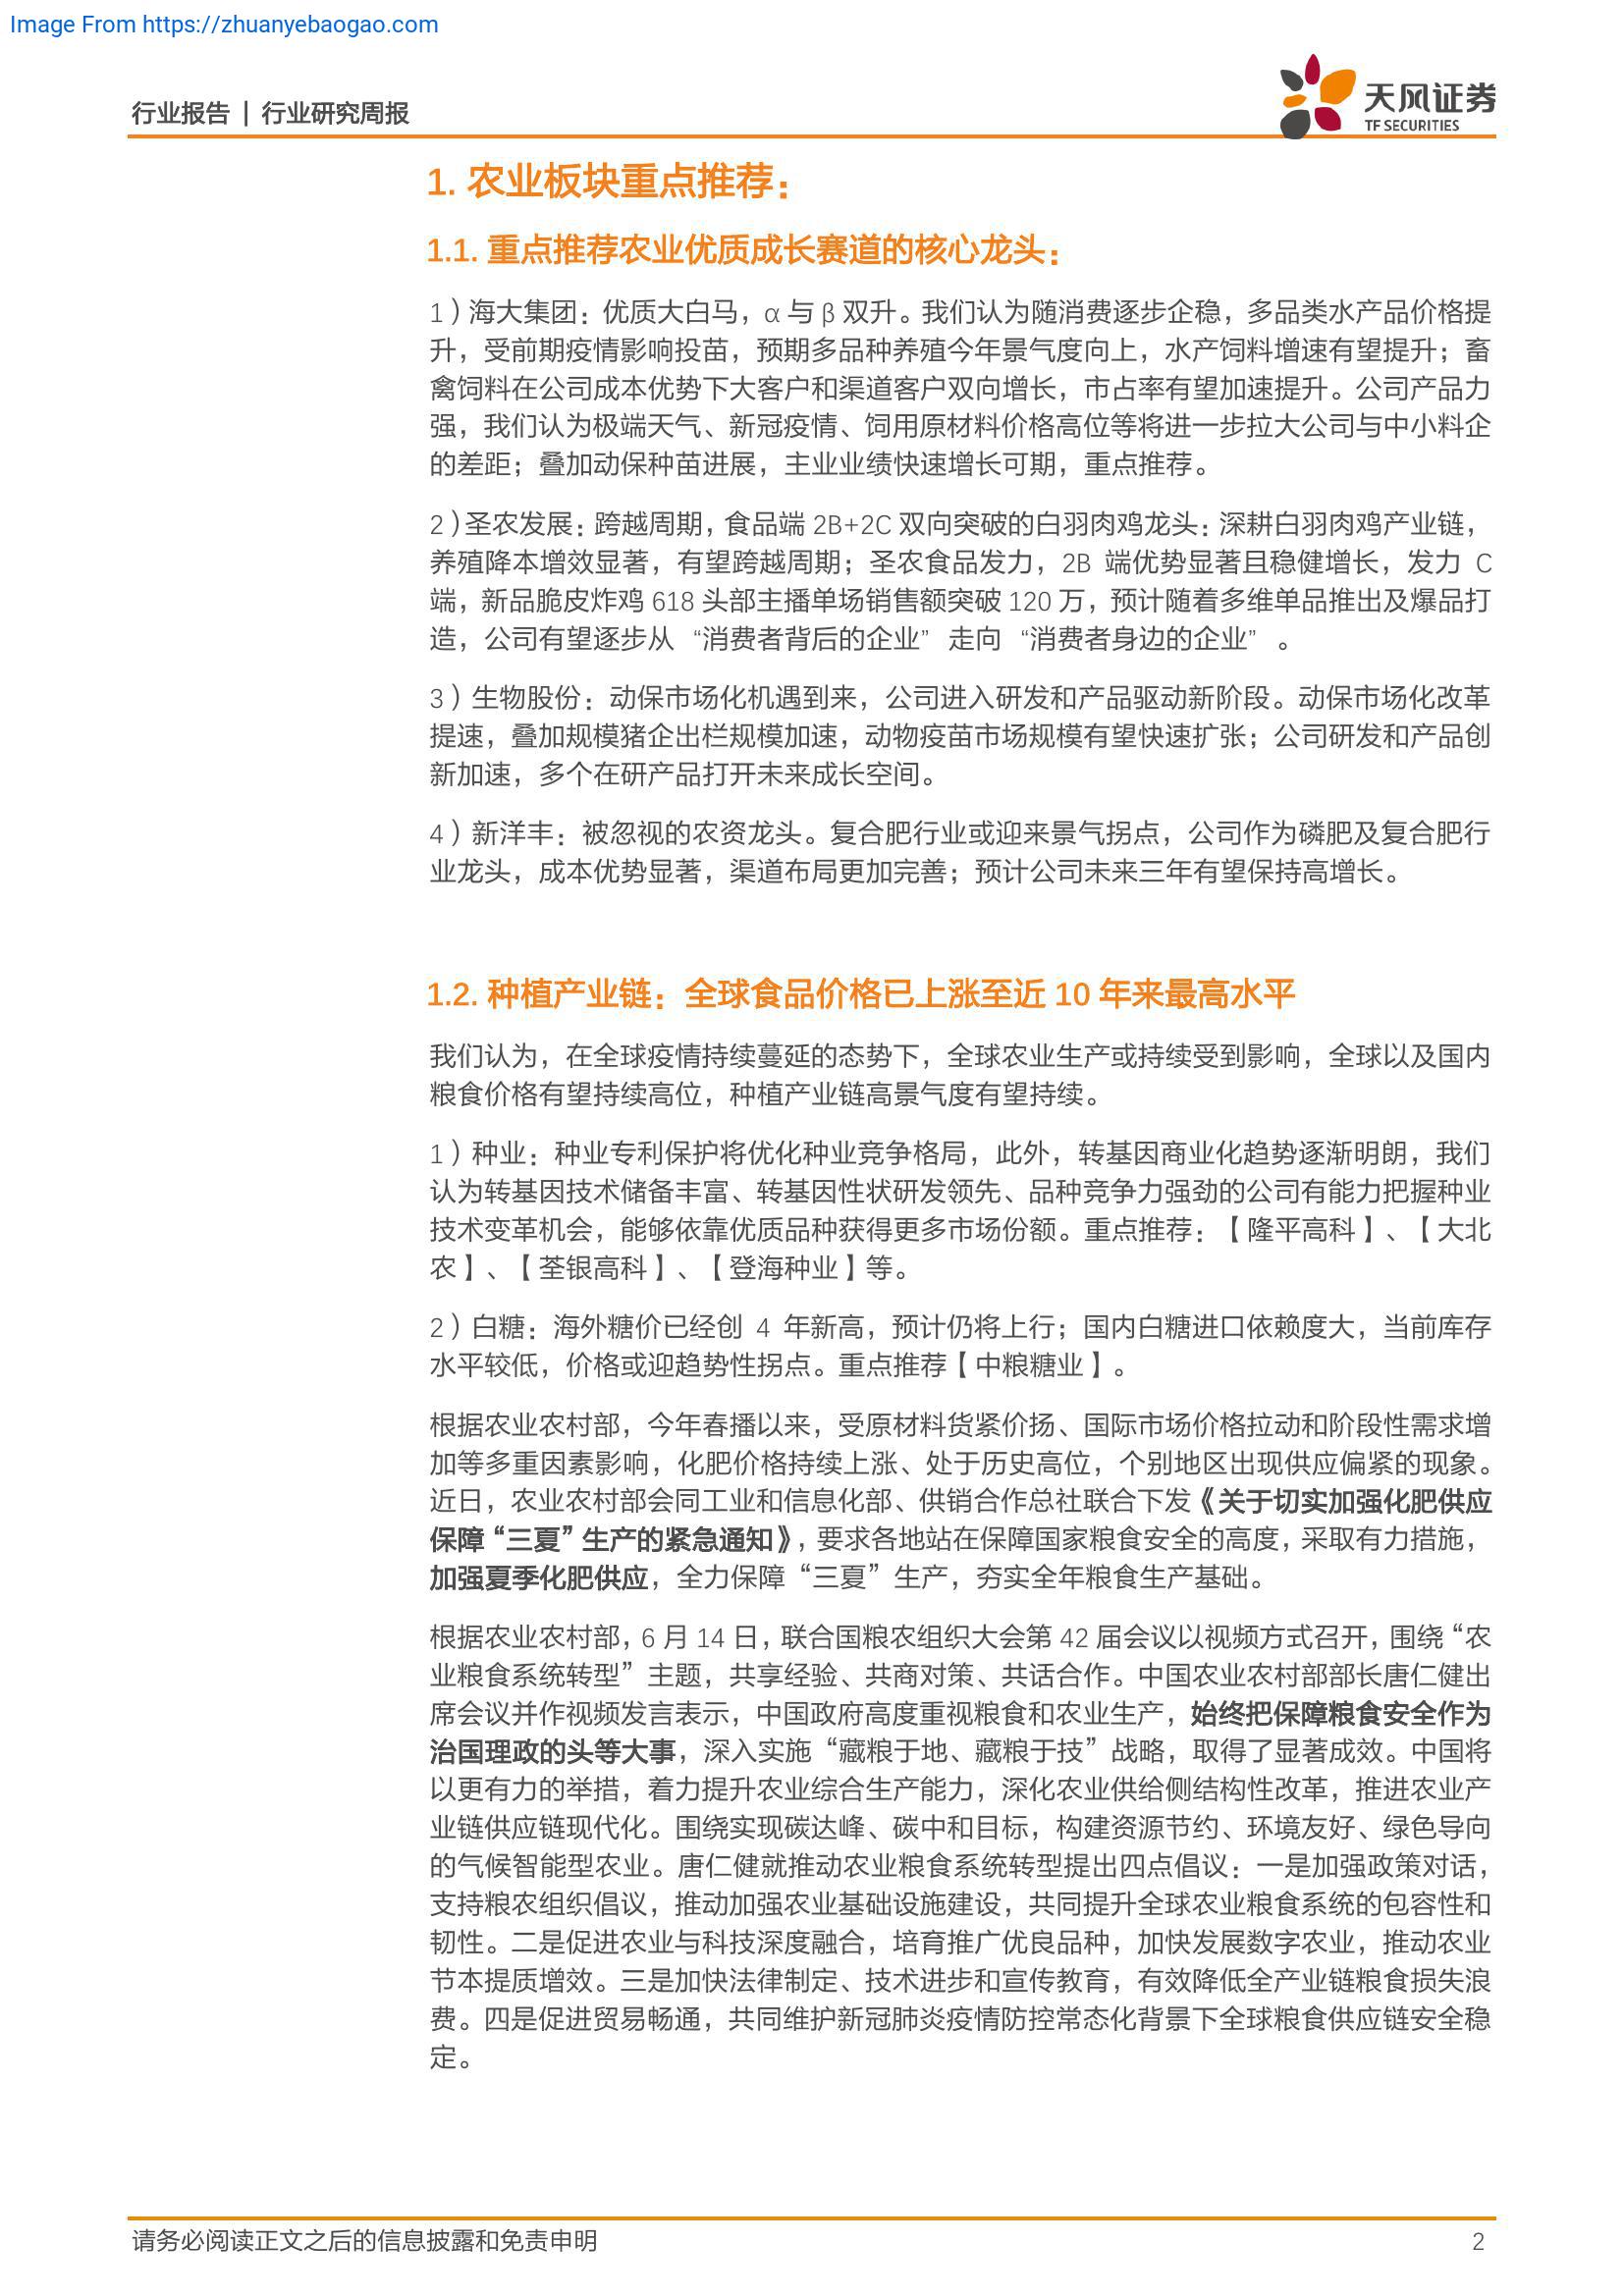 Image From https://zhuanyebaogao.com
行业报告 | 行业研究周报
天风证券
TF SECURITIES
1. 农业板块重点推荐：
1.1. 重点推荐农业优质成长赛道的核心龙头：
1）海大集团：优质大白马，α 与 β 双升。我们认为随消费逐步企稳，多品类水产品价格提
升，受前期疫情影响投苗，预期多品种养殖今年景气度向上，水产饲料增速有望提升；畜
禽饲料在公司成本优势下大客户和渠道客户双向增长，市占率有望加速提升。公司产品力
强，我们认为极端天气、新冠疫情、饲用原材料价格高位等将进一步拉大公司与中小料企
的差距；叠加动保种苗进展，主业业绩快速增长可期，重点推荐。
2）圣农发展：跨越周期，食品端 2B+2C 双向突破的白羽肉鸡龙头：深耕白羽肉鸡产业链，
养殖降本增效显著，有望跨越周期；圣农食品发力，2B 端优势显著且稳健增长，发力 C
端，新品脆皮炸鸡 618 头部主播单场销售额突破 120 万，预计随着多维单品推出及爆品打
造，公司有望逐步从 “消费者背后的企业” 走向 “消费者身边的企业” 。
3）生物股份：动保市场化机遇到来，公司进入研发和产品驱动新阶段。动保市场化改革
提速，叠加规模猪企出栏规模加速，动物疫苗市场规模有望快速扩张；公司研发和产品创
新加速，多个在研产品打开未来成长空间。
4）新洋丰：被忽视的农资龙头。复合肥行业或迎来景气拐点，公司作为磷肥及复合肥行
业龙头，成本优势显著，渠道布局更加完善；预计公司未来三年有望保持高增长。
1.2. 种植产业链：全球食品价格已上涨至近 10 年来最高水平
我们认为，在全球疫情持续蔓延的态势下，全球农业生产或持续受到影响，全球以及国内
粮食价格有望持续高位，种植产业链高景气度有望持续。
1）种业：种业专利保护将优化种业竞争格局，此外，转基因商业化趋势逐渐明朗，我们
认为转基因技术储备丰富、转基因性状研发领先、品种竞争力强劲的公司有能力把握种业
技术变革机会，能够依靠优质品种获得更多市场份额。重点推荐：【隆平高科】、【大北
农】、【荃银高科】、【登海种业】等。
2）白糖：海外糖价已经创 4 年新高，预计仍将上行；国内白糖进口依赖度大，当前库存
水平较低，价格或迎趋势性拐点。重点推荐【中粮糖业】。
根据农业农村部，今年春播以来，受原材料货紧价扬、国际市场价格拉动和阶段性需求增
加等多重因素影响，化肥价格持续上涨、处于历史高位，个别地区出现供应偏紧的现象。
近日，农业农村部会同工业和信息化部、供销合作总社联合下发《关于切实加强化肥供应
保障“三夏”生产的紧急通知》，要求各地站在保障国家粮食安全的高度，采取有力措施，
加强夏季化肥供应，全力保障“三夏”生产，夯实全年粮食生产基础。
根据农业农村部，6 月 14 日，联合国粮农组织大会第 42 届会议以视频方式召开，围绕“农
业粮食系统转型”主题，共享经验、共商对策、共话合作。中国农业农村部部长唐仁健出
席会议并作视频发言表示，中国政府高度重视粮食和农业生产，始终把保障粮食安全作为
治国理政的头等大事，深入实施“藏粮于地、藏粮于技”战略，取得了显著成效。中国将
以更有力的举措，着力提升农业综合生产能力，深化农业供给侧结构性改革，推进农业产
业链供应链现代化。围绕实现碳达峰、碳中和目标，构建资源节约、环境友好、绿色导向
的气候智能型农业。唐仁健就推动农业粮食系统转型提出四点倡议：一是加强政策对话，
支持粮农组织倡议，推动加强农业基础设施建设，共同提升全球农业粮食系统的包容性和
韧性。二是促进农业与科技深度融合，培育推广优良品种，加快发展数字农业，推动农业
节本提质增效。三是加快法律制定、技术进步和宣传教育，有效降低全产业链粮食损失浪
费。四是促进贸易畅通，共同维护新冠肺炎疫情防控常态化背景下全球粮食供应链安全稳
定。
请务必阅读正文之后的信息披露和免责申明
2